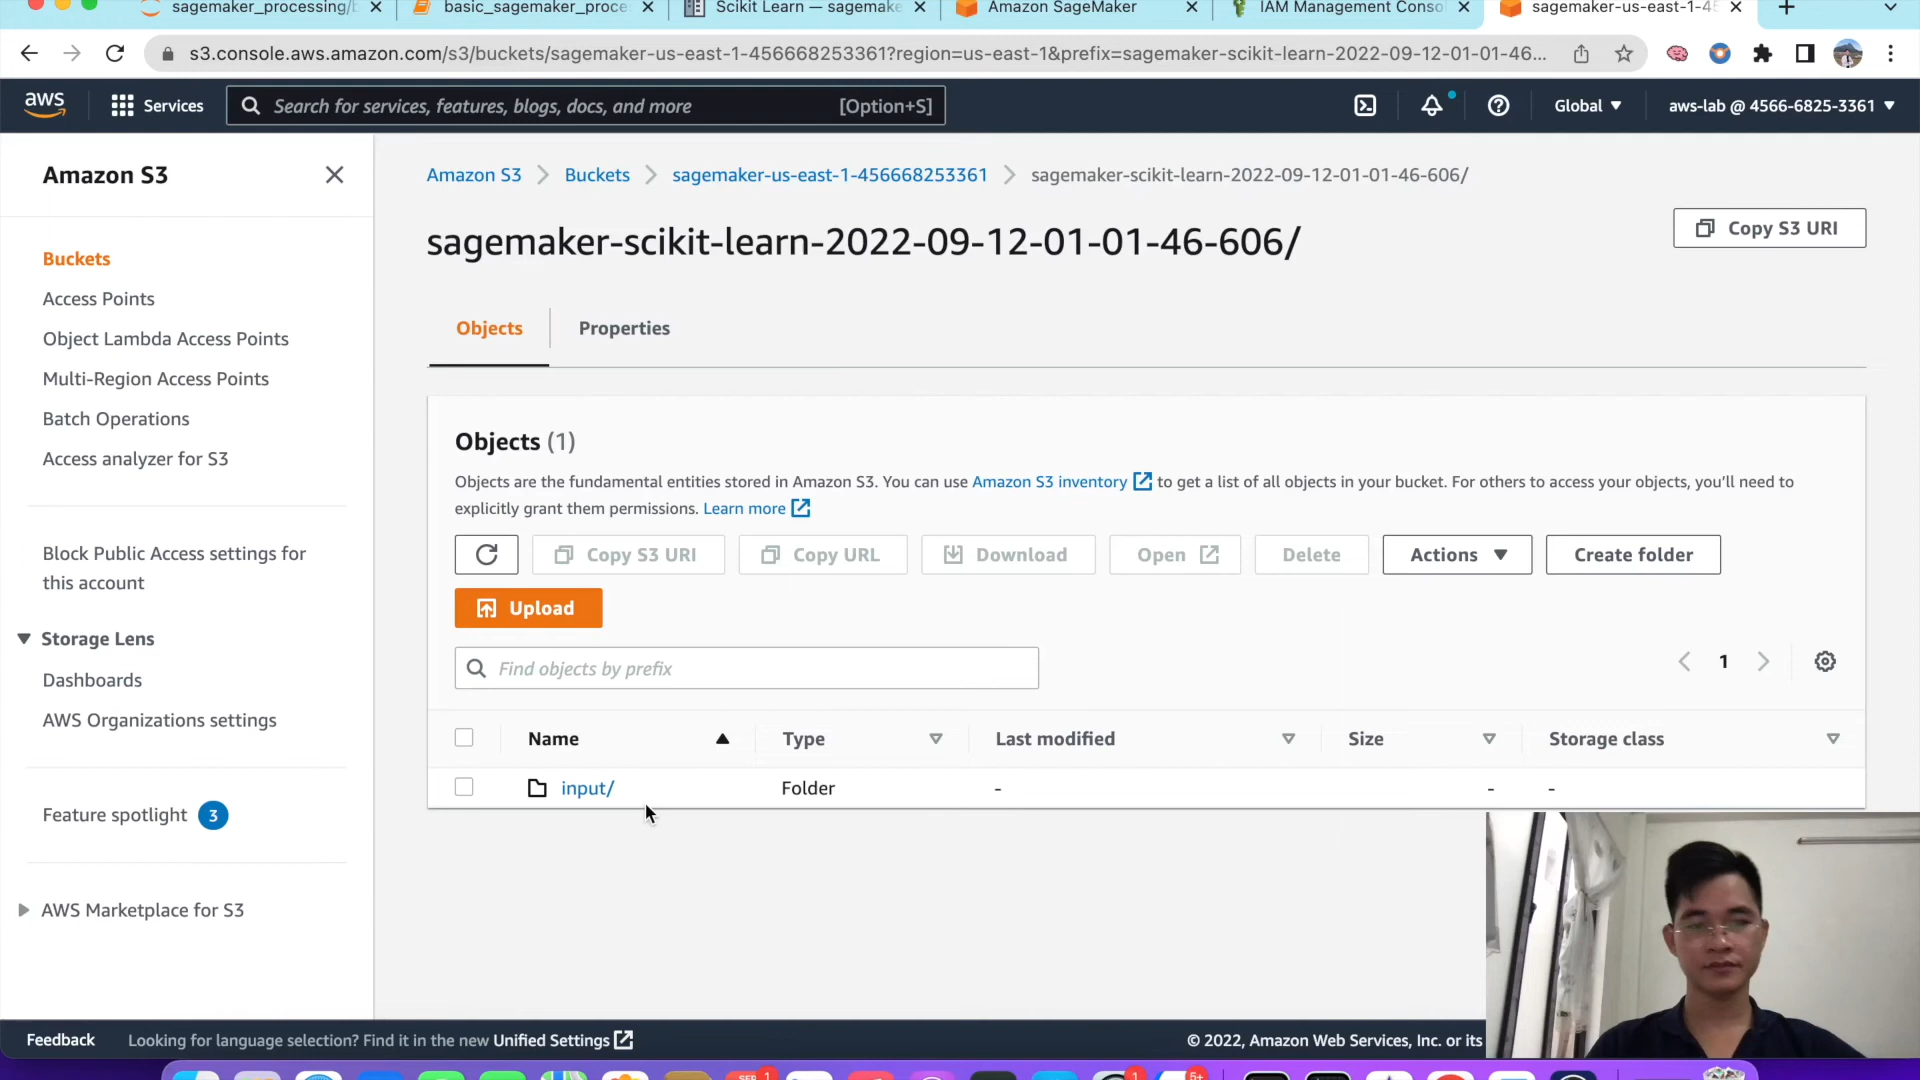 sagemaker_processing/b
basic_sagemaker_proce
Scikit Learn — sagemake
Amazon SageMaker
IAM Management Consol
sagemaker-us-east-1-45
s3.console.aws.amazon.com/s3/buckets/sagemaker-us-east-1-456668253361?region=us-east-1&prefix=sagemaker-scikit-learn-2022-09-12-01-01-46...
aws
Services
Search for services, features, blogs, docs, and more
[Option+S]
Global
aws-lab @ 4566-6825-3361
Amazon S3
Buckets
Access Points
Object Lambda Access Points
Multi-Region Access Points
Batch Operations
Access analyzer for S3
Block Public Access settings for
this account
Storage Lens
Dashboards
AWS Organizations settings
Feature spotlight 3
AWS Marketplace for S3
Amazon S3
Buckets
sagemaker-us-east-1-456668253361
sagemaker-scikit-learn-2022-09-12-01-01-46-606/
sagemaker-scikit-learn-2022-09-12-01-01-46-606/
Copy S3 URI
Objects
Properties
Objects (1)
Objects are the fundamental entities stored in Amazon S3. You can use Amazon S3 inventory to get a list of all objects in your bucket. For others to access your objects, you'll need to
explicitly grant them permissions. Learn more
Copy S3 URI
Copy URL
Download
Open
Delete
Actions
Create folder
Upload
Find objects by prefix
1
Name
Type
Last modified
Size
Storage class
input/
Folder
-
-
-
Feedback
Looking for language selection? Find it in the new Unified Settings
© 2022, Amazon Web Services, Inc. or its
SEP
1
1
5+